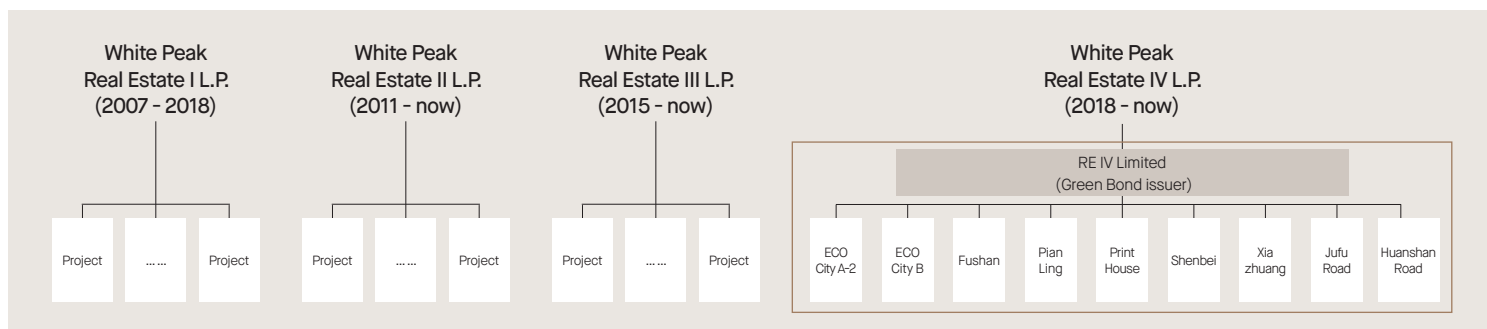 White Peak
Real Estate I L.P.
(2007 - 2018)
White Peak
Real Estate II L.P.
(2011 - now)
White Peak
Real Estate III L.P.
(2015 - now)
White Peak
Real Estate IV L.P.
(2018 - now)
RE IV Limited
(Green Bond issuer)
Project
... ...
Project
Project
... ...
Project
Project
... ...
Project
ECO
City A-2
ECO
City B
Fushan
Pian
Ling
Print
House
Shenbei
Xia
zhuang
Jufu
Road
Huanshan
Road